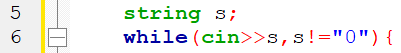 5 string s;
6 while(cin>>s,s!="0"){